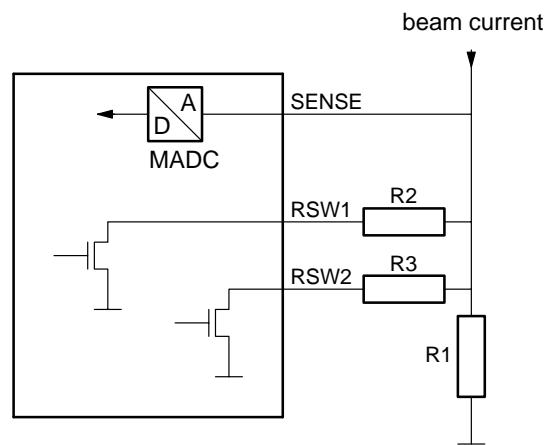 beam current
A
D
SENSE
MADC
RSW1
R2
RSW2
R3
R1